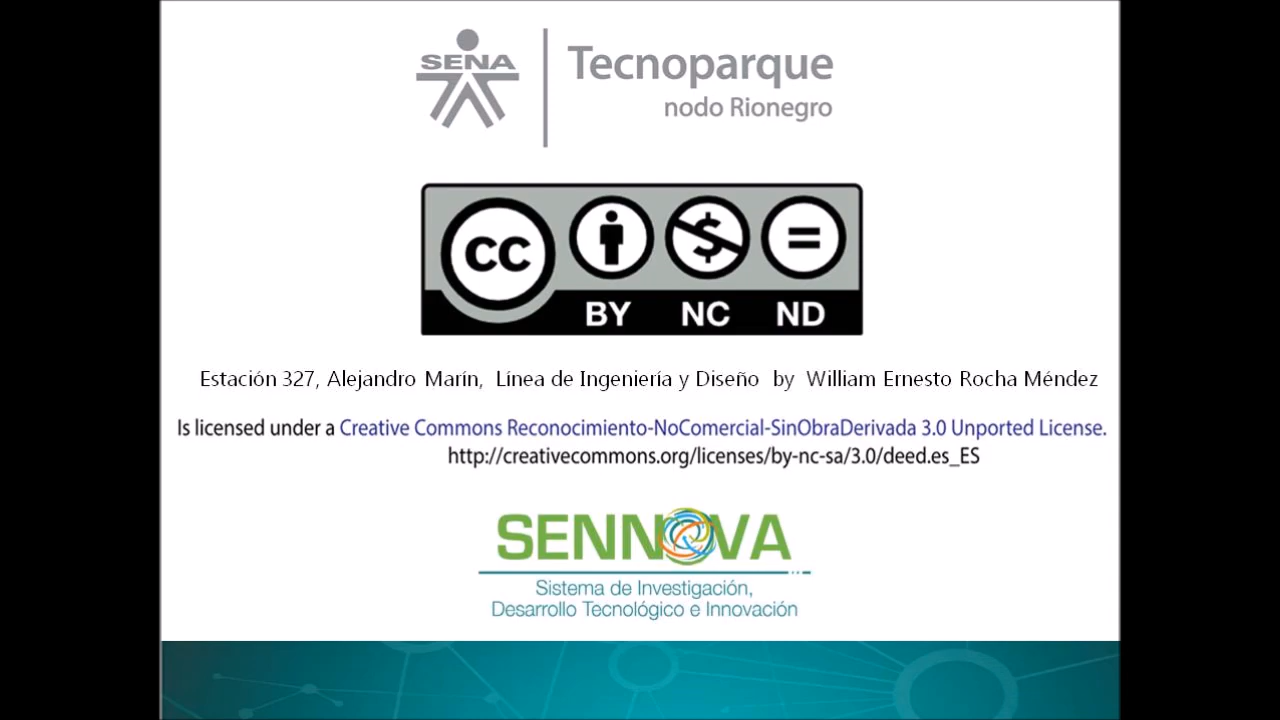 SENA
Tecnoparque
nodo Rionegro
CC
BY NC ND
Estación 327, Alejandro Marín, Línea de Ingeniería y Diseño by William Ernesto Rocha Méndez
Is licensed under a Creative Commons Reconocimiento-NoComercial-SinObraDerivada 3.0 Unported License.
http://creativecommons.org/licenses/by-nc-sa/3.0/deed.es_ES
SENNOVA
Sistema de Investigación,
Desarrollo Tecnológico e Innovación